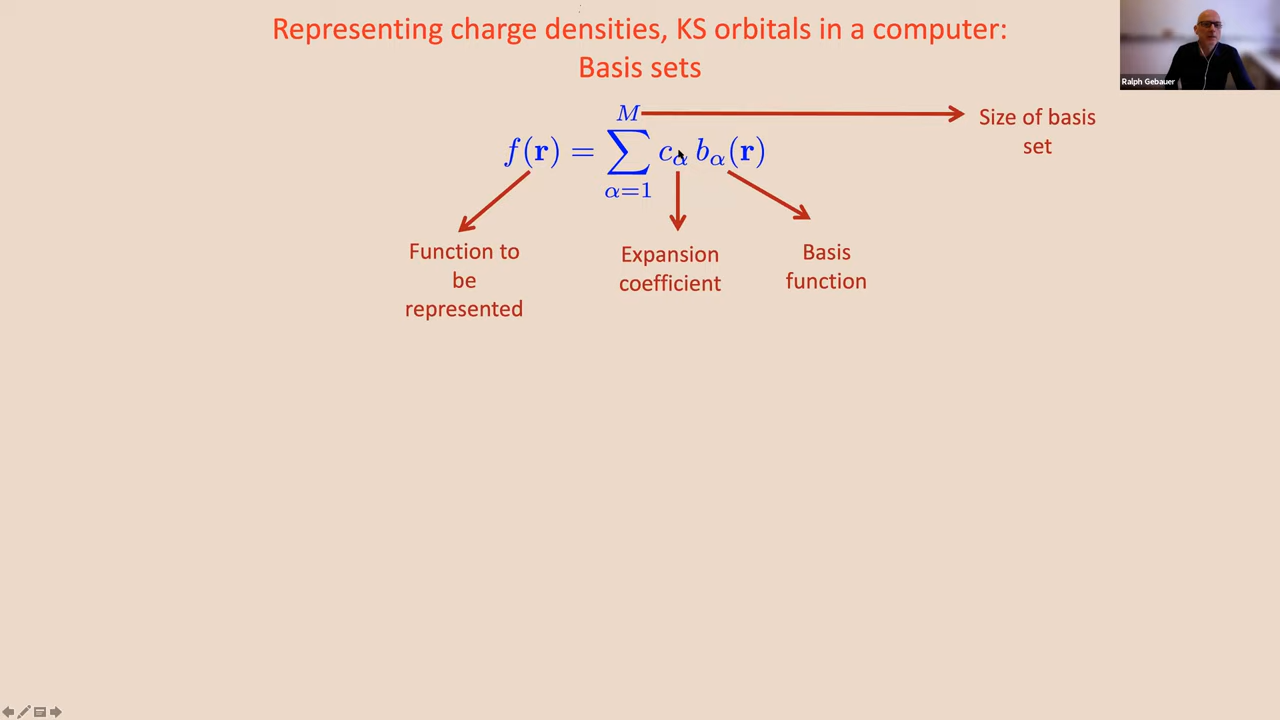 Representing charge densities, KS orbitals in a computer:
Basis sets
Ralph Gebauer
f(r) = \sum_{α=1}^{M} c_α b_α(r)
Size of basis
set
Function to
be
represented
Expansion
coefficient
Basis
function